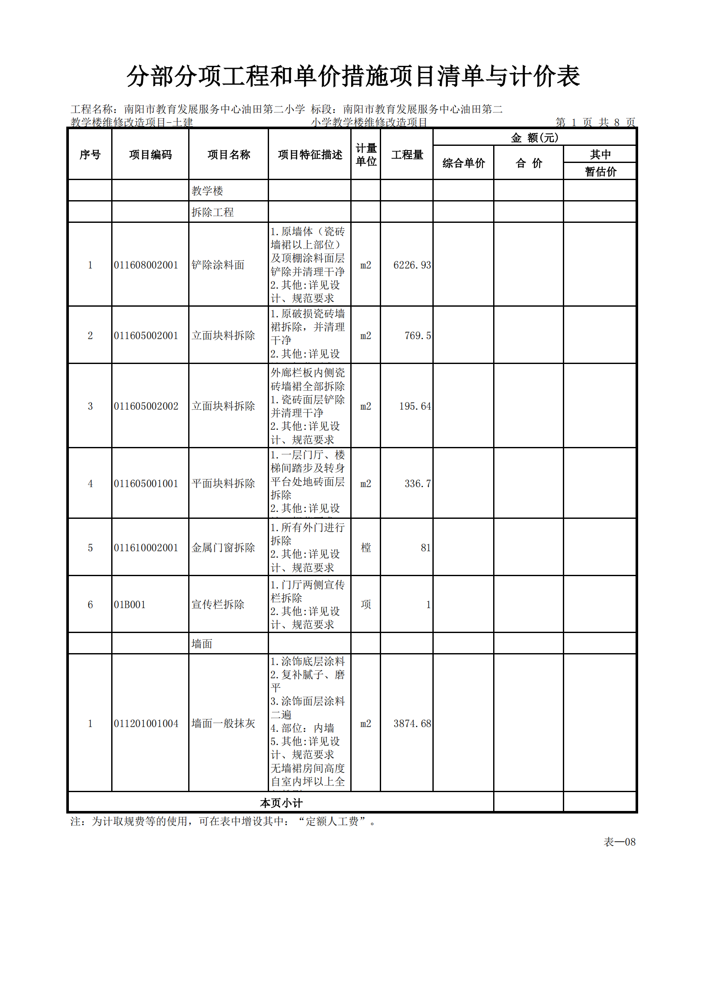 分部分项工程和单价措施项目清单与计价表
工程名称：南阳市教育发展服务中心油田第二小学
教学楼维修改造项目-土建
标段：南阳市教育发展服务中心油田第二
小学教学楼维修改造项目
第 1 页 共 8 页
序号
项目编码
项目名称
项目特征描述
计量
单位
工程量
金 额(元)
综合单价
合 价
其中
暂估价
教学楼
拆除工程
1
011608002001
铲除涂料面
1.原墙体（瓷砖
墙裙以上部位）
及顶棚涂料面层
铲除并清理干净
2.其他:详见设
计、规范要求
m2
6226.93
2
011605002001
立面块料拆除
1.原破损瓷砖墙
裙拆除，并清理
干净
2.其他:详见设
m2
769.5
3
011605002002
立面块料拆除
外廊栏板内侧瓷
砖墙裙全部拆除
1.瓷砖面层铲除
并清理干净
2.其他:详见设
计、规范要求
m2
195.64
4
011605001001
平面块料拆除
1.一层门厅、楼
梯间踏步及转身
平台处地砖面层
拆除
2.其他:详见设
m2
336.7
5
011610002001
金属门窗拆除
1.所有外门进行
拆除
2.其他:详见设
计、规范要求
樘
81
6
01B001
宣传栏拆除
1.门厅两侧宣传
栏拆除
2.其他:详见设
计、规范要求
项
1
墙面
1
011201001004
墙面一般抹灰
1.涂饰底层涂料
2.复补腻子、磨
平
3.涂饰面层涂料
二遍
4.部位：内墙
5.其他:详见设
计、规范要求
无墙裙房间高度
自室内坪以上全
m2
3874.68
本页小计
注：为计取规费等的使用，可在表中增设其中：“定额人工费”。
表—08